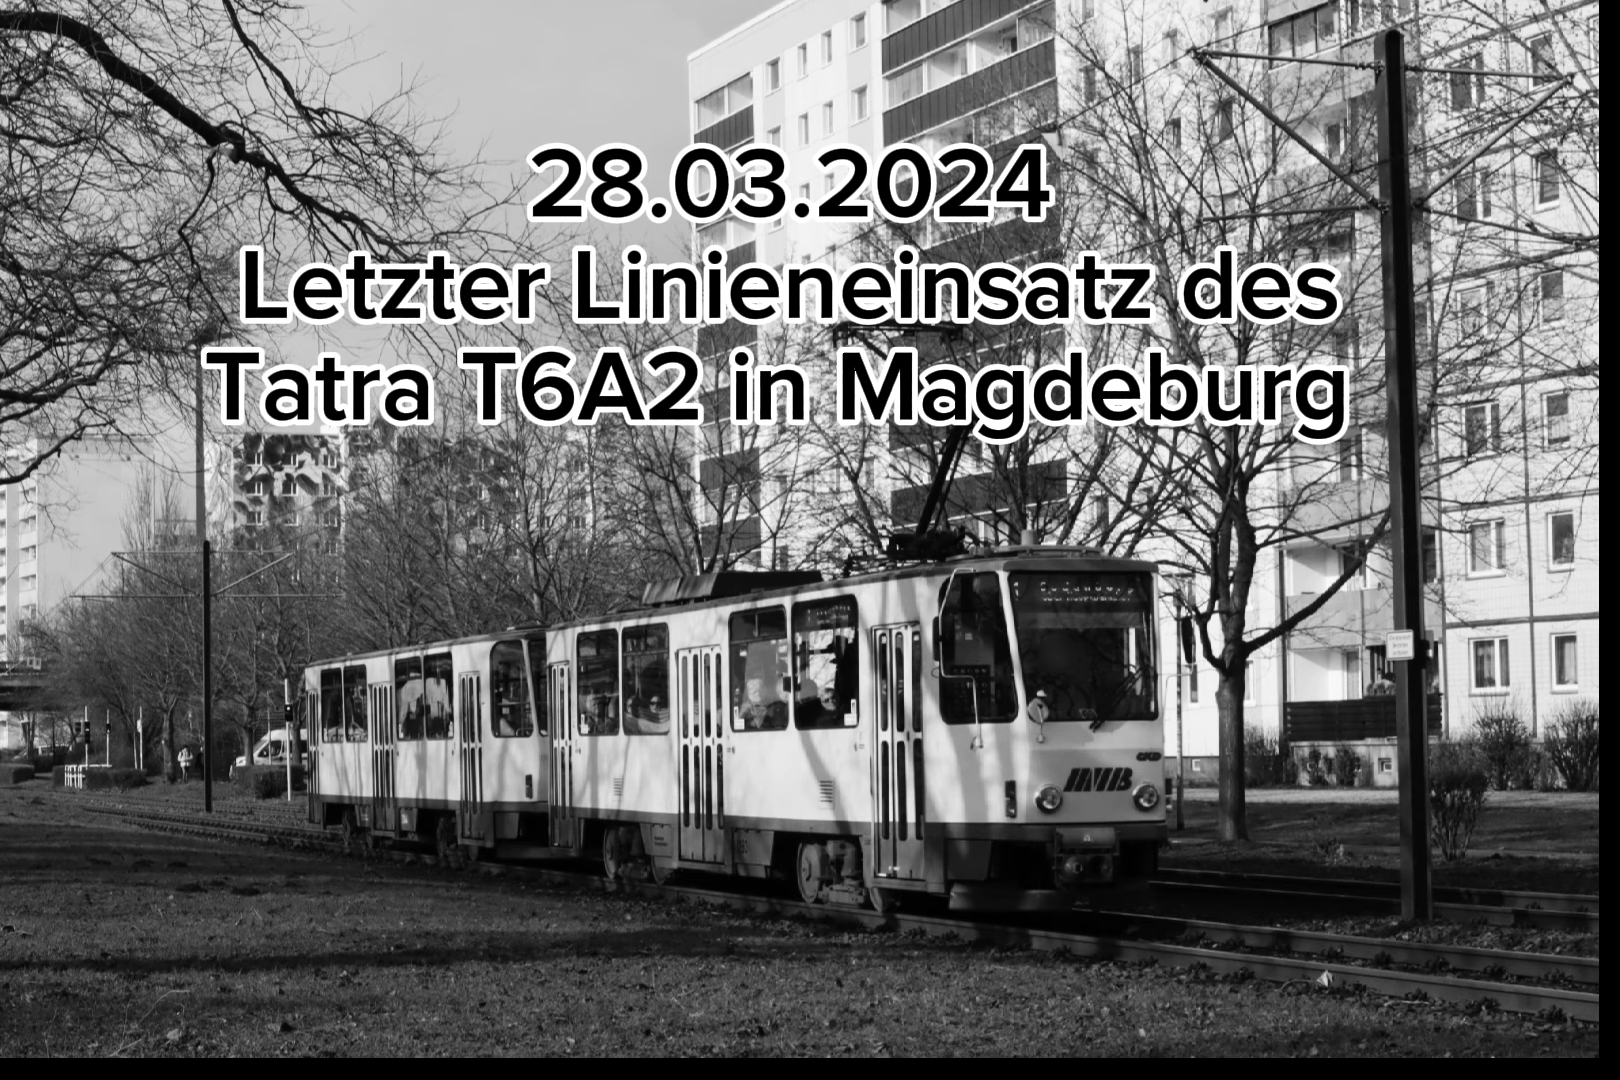 28.03.2024
Letzter Linieneinsatz des
Tatra T6A2 in Magdeburg
MVB